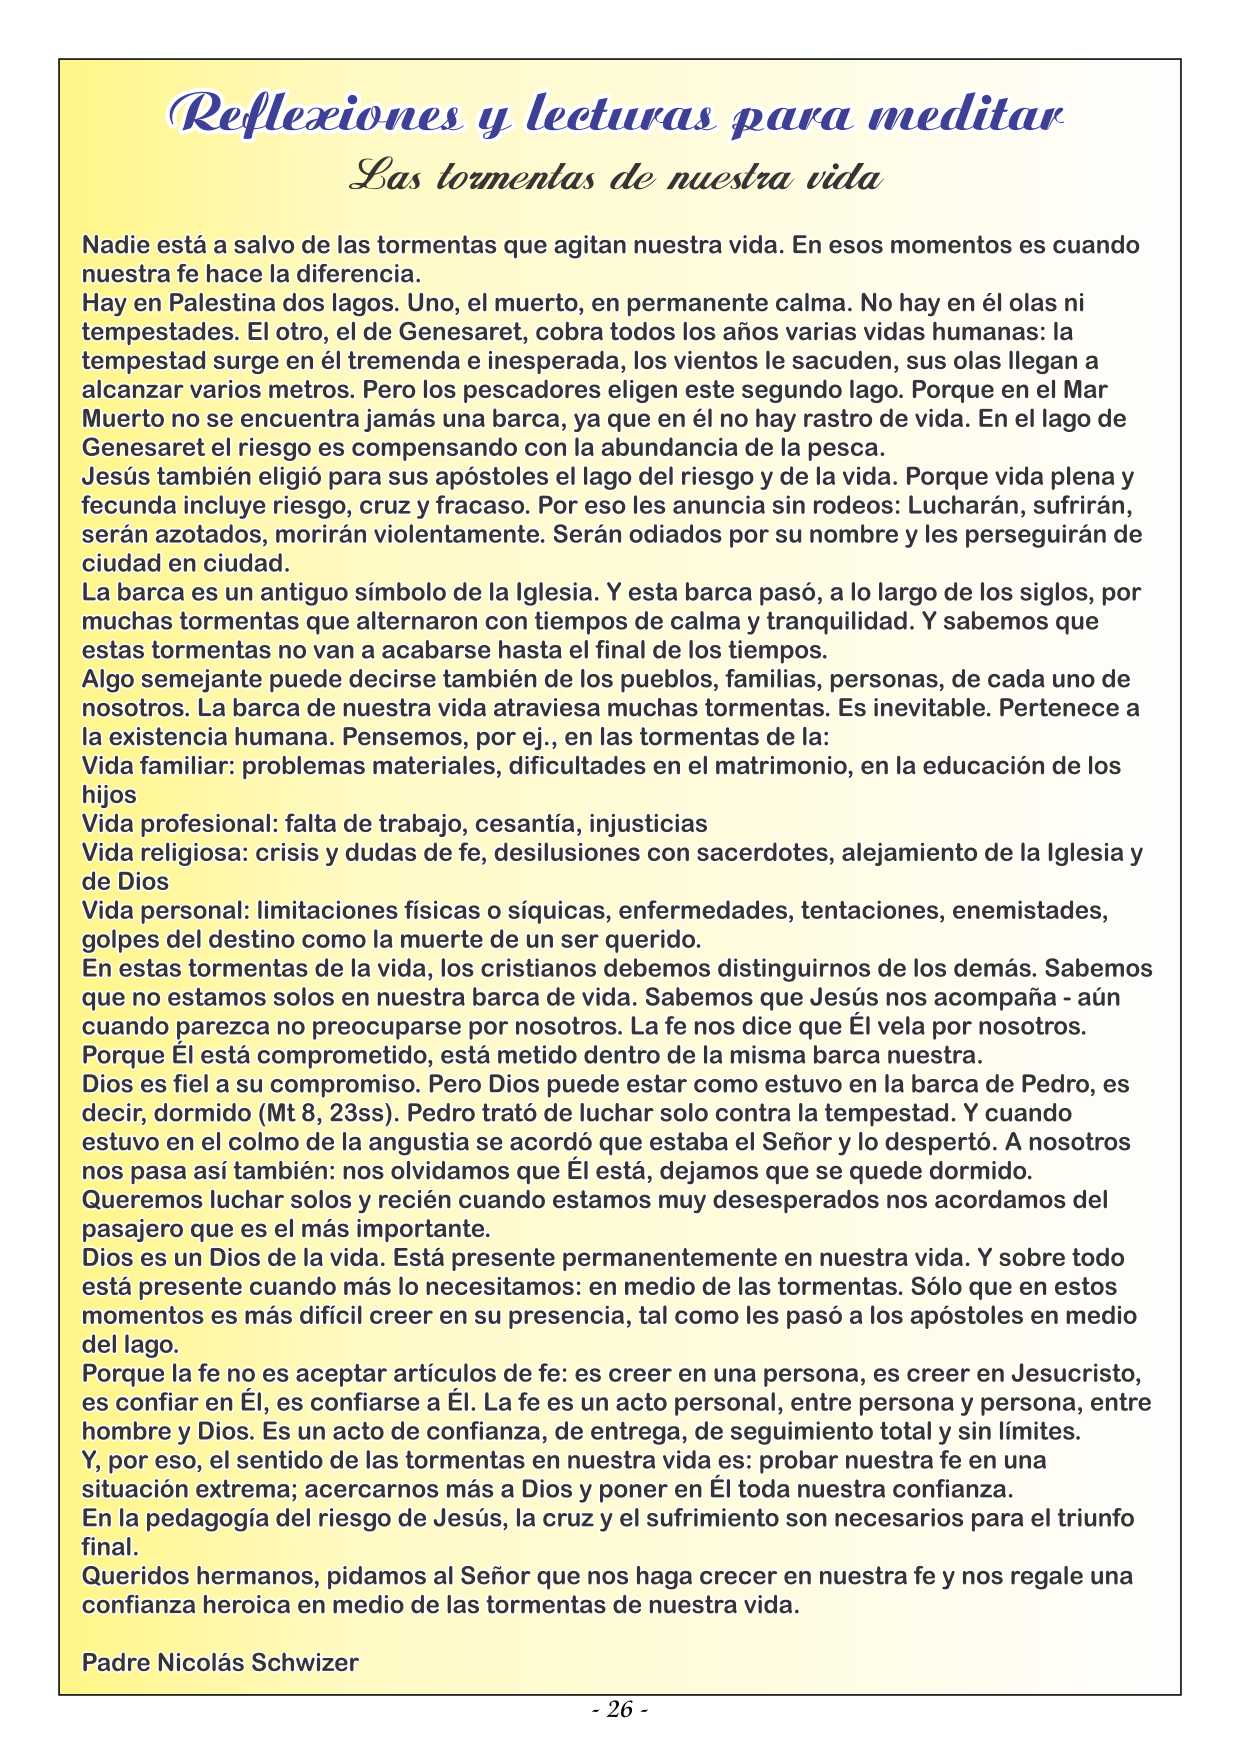 Reflexiones y lecturas para meditar
Las tormentas de nuestra vida
Nadie está a salvo de las tormentas que agitan nuestra vida. En esos momentos es cuando
nuestra fe hace la diferencia.
Hay en Palestina dos lagos. Uno, el muerto, en permanente calma. No hay en él olas ni
tempestades. El otro, el de Genesaret, cobra todos los años varias vidas humanas: la
tempestad surge en él tremenda e inesperada, los vientos le sacuden, sus olas llegan a
alcanzar varios metros. Pero los pescadores eligen este segundo lago. Porque en el Mar
Muerto no se encuentra jamás una barca, ya que en él no hay rastro de vida. En el lago de
Genesaret el riesgo es compensando con la abundancia de la pesca.
Jesús también eligió para sus apóstoles el lago del riesgo y de la vida. Porque vida plena y
fecunda incluye riesgo, cruz y fracaso. Por eso les anuncia sin rodeos: Lucharán, sufrirán,
serán azotados, morirán violentamente. Serán odiados por su nombre y les perseguirán de
ciudad en ciudad.
La barca es un antiguo símbolo de la Iglesia. Y esta barca pasó, a lo largo de los siglos, por
muchas tormentas que alternaron con tiempos de calma y tranquilidad. Y sabemos que
estas tormentas no van a acabarse hasta el final de los tiempos.
Algo semejante puede decirse también de los pueblos, familias, personas, de cada uno de
nosotros. La barca de nuestra vida atraviesa muchas tormentas. Es inevitable. Pertenece a
la existencia humana. Pensemos, por ej., en las tormentas de la:
Vida familiar: problemas materiales, dificultades en el matrimonio, en la educación de los
hijos
Vida profesional: falta de trabajo, cesantía, injusticias
Vida religiosa: crisis y dudas de fe, desilusiones con sacerdotes, alejamiento de la Iglesia y
de Dios
Vida personal: limitaciones físicas o síquicas, enfermedades, tentaciones, enemistades,
golpes del destino como la muerte de un ser querido.
En estas tormentas de la vida, los cristianos debemos distinguirnos de los demás. Sabemos
que no estamos solos en nuestra barca de vida. Sabemos que Jesús nos acompaña - aún
cuando parezca no preocuparse por nosotros. La fe nos dice que Él vela por nosotros.
Porque Él está comprometido, está metido dentro de la misma barca nuestra.
Dios es fiel a su compromiso. Pero Dios puede estar como estuvo en la barca de Pedro, es
decir, dormido (Mt 8, 23ss). Pedro trató de luchar solo contra la tempestad. Y cuando
estuvo en el colmo de la angustia se acordó que estaba el Señor y lo despertó. A nosotros
nos pasa así también: nos olvidamos que Él está, dejamos que se quede dormido.
Queremos luchar solos y recién cuando estamos muy desesperados nos acordamos del
pasajero que es el más importante.
Dios es un Dios de la vida. Está presente permanentemente en nuestra vida. Y sobre todo
está presente cuando más lo necesitamos: en medio de las tormentas. Sólo que en estos
momentos es más difícil creer en su presencia, tal como les pasó a los apóstoles en medio
del lago.
Porque la fe no es aceptar artículos de fe: es creer en una persona, es creer en Jesucristo,
es confiar en Él, es confiarse a Él. La fe es un acto personal, entre persona y persona, entre
hombre y Dios. Es un acto de confianza, de entrega, de seguimiento total y sin límites.
Y, por eso, el sentido de las tormentas en nuestra vida es: probar nuestra fe en una
situación extrema; acercarnos más a Dios y poner en Él toda nuestra confianza.
En la pedagogía del riesgo de Jesús, la cruz y el sufrimiento son necesarios para el triunfo
final.
Queridos hermanos, pidamos al Señor que nos haga crecer en nuestra fe y nos regale una
confianza heroica en medio de las tormentas de nuestra vida.
Padre Nicolás Schwizer
- 26 -